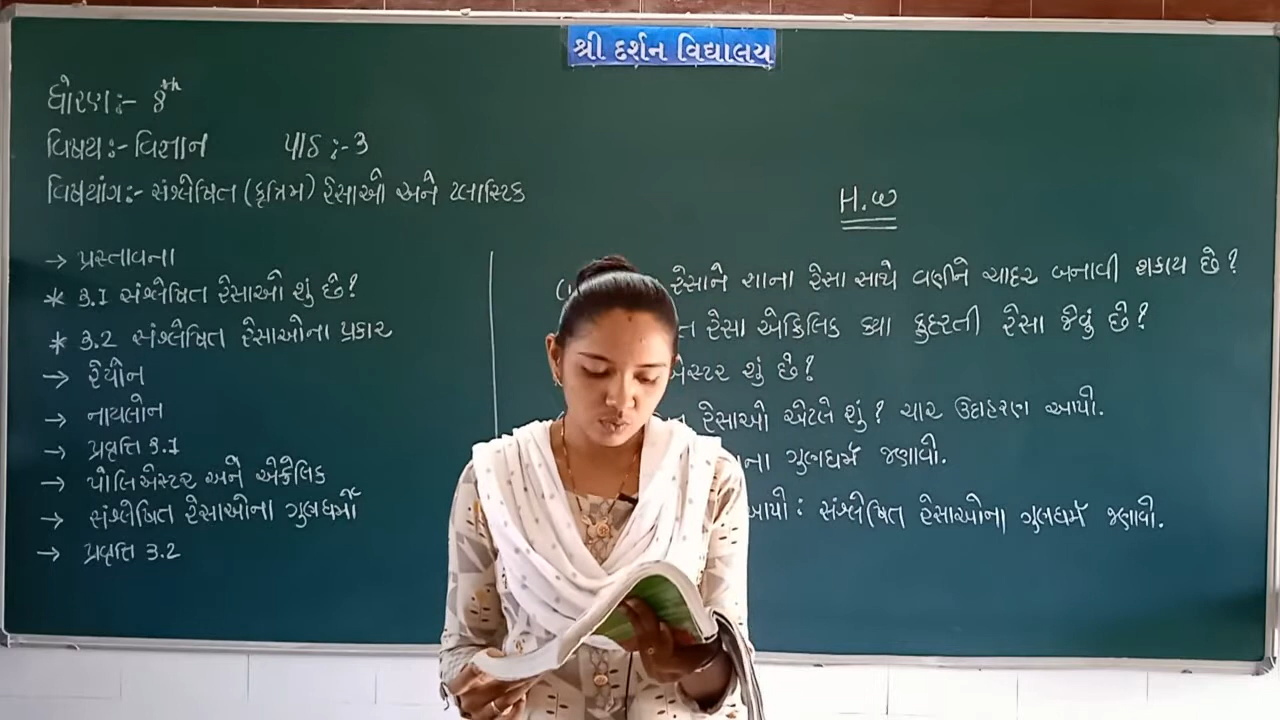 શ્રી દર્શન વિદ્યાલય
ધોરણ:- 8th
વિષય:- વિજ્ઞાન પાઠ :- 3
વિષયાંગ:- સંશ્લેષિત (કૃત્રિમ) રેસાઓ અને પ્લાસ્ટિક
→ પ્રસ્તાવના
* 3.1 સંશ્લેષિત રેસાઓ શું છે?
* 3.2 સંશ્લેષિત રેસાઓના પ્રકાર
→ રેયોન
→ નાયલોન
→ પ્રવૃત્તિ 3.1
→ પોલિએસ્ટર અને એક્રેલિક
→ સંશ્લેષિત રેસાઓના ગુણધર્મો
→ પ્રવૃત્તિ 3.2
H.W
રેસાને શાના રેસા સાથે વણીને ચાદર બનાવી શકાય છે?
રેસા એક્રિલિક ક્યા કુદરતી રેસા જેવું છે?
શું છે?
રેસાઓ એટલે શું? ચાર ઉદાહરણ આપો.
ગુણધર્મ જણાવો.
આપો : સંશ્લેષિત રેસાઓના ગુણધર્મ જણાવો.